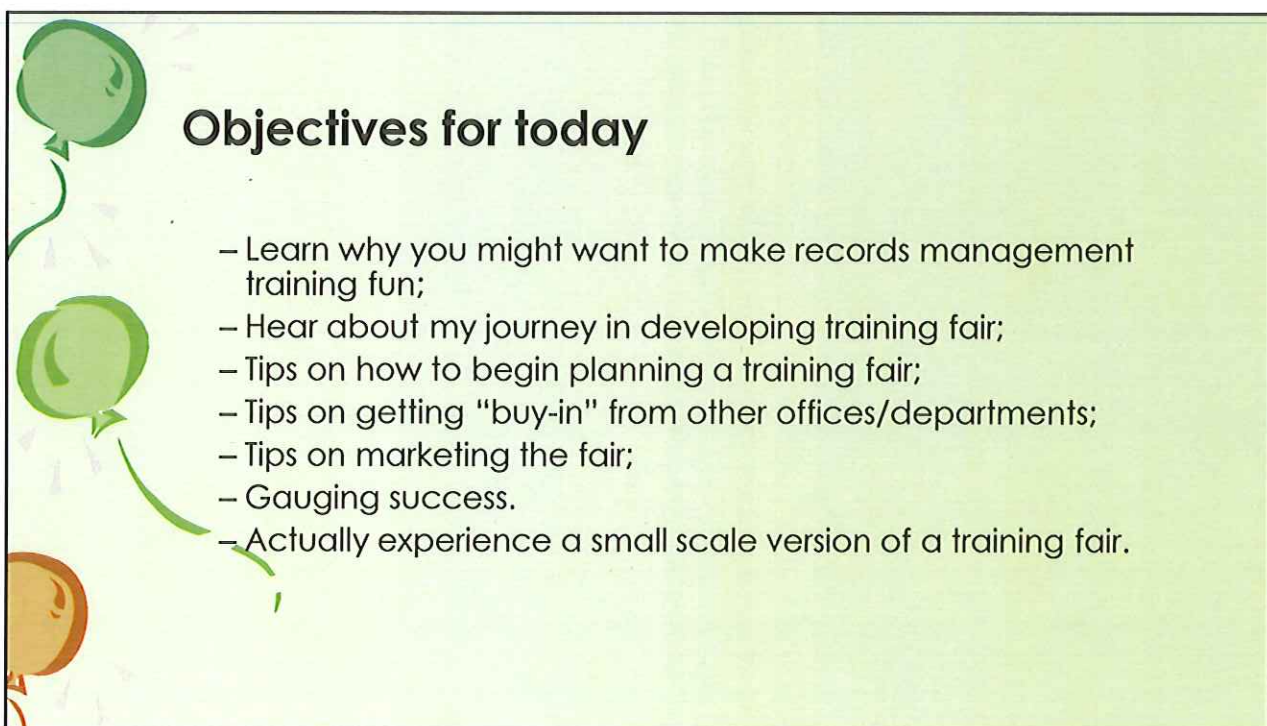 Objectives for today
– Learn why you might want to make records management
training fun;
– Hear about my journey in developing training fair;
– Tips on how to begin planning a training fair;
– Tips on getting “buy-in” from other offices/departments;
– Tips on marketing the fair;
– Gauging success.
– Actually experience a small scale version of a training fair.